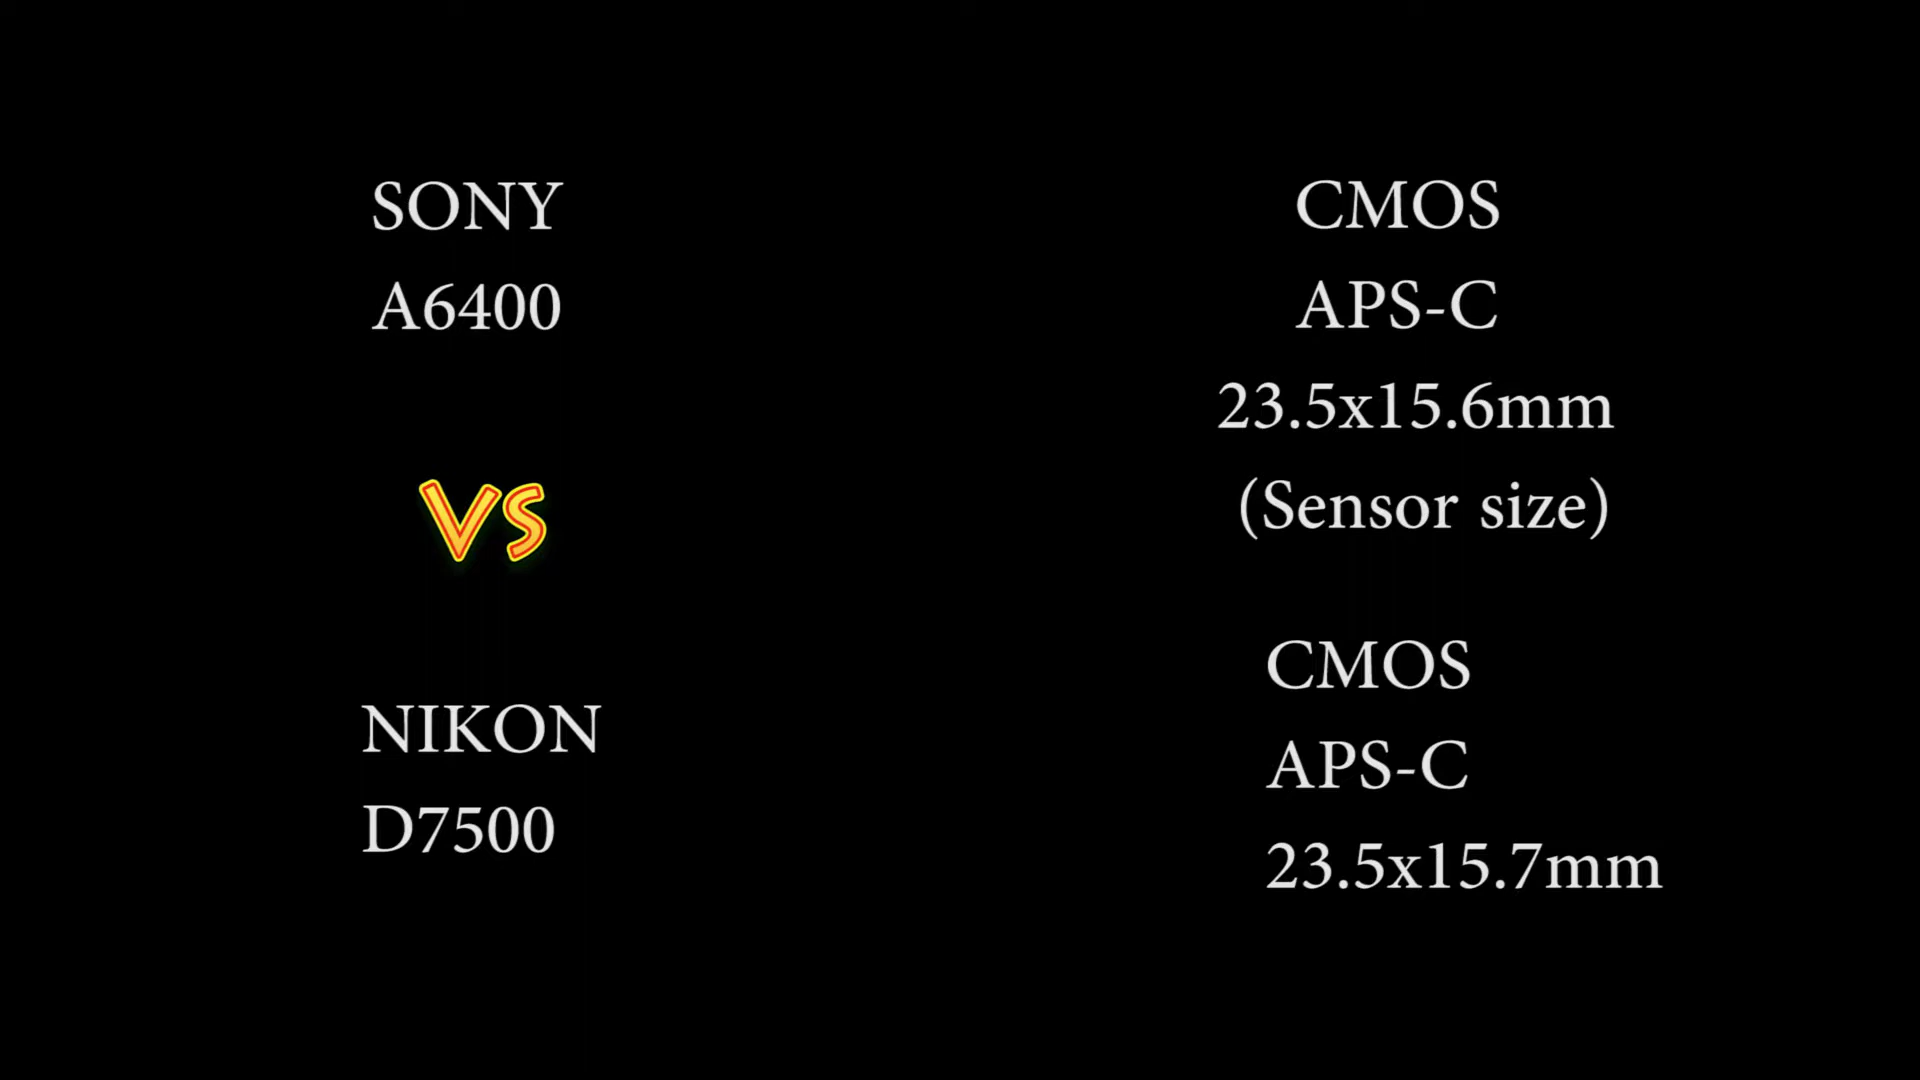 SONY
A6400
VS
NIKON
D7500
CMOS
APS-C
23.5x15.6mm
(Sensor size)
CMOS
APS-C
23.5x15.7mm